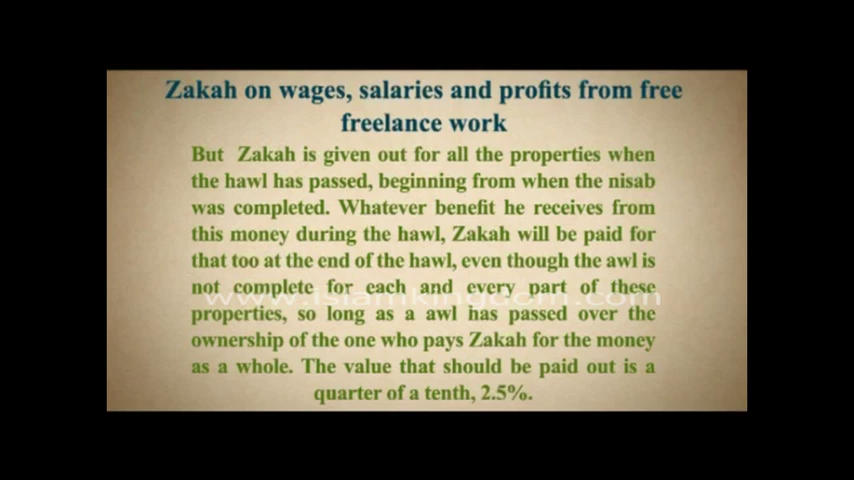 Zakah on wages, salaries and profits from free
freelance work
But Zakah is given out for all the properties when
the hawl has passed, beginning from when the nisab
was completed. Whatever benefit he receives from
this money during the hawl, Zakah will be paid for
that too at the end of the hawl, even though the awl is
not complete for each and every part of these
www.islamkingdom.com
properties, so long as a awl has passed over the
ownership of the one who pays Zakah for the money
as a whole. The value that should be paid out is a
quarter of a tenth, 2.5%.